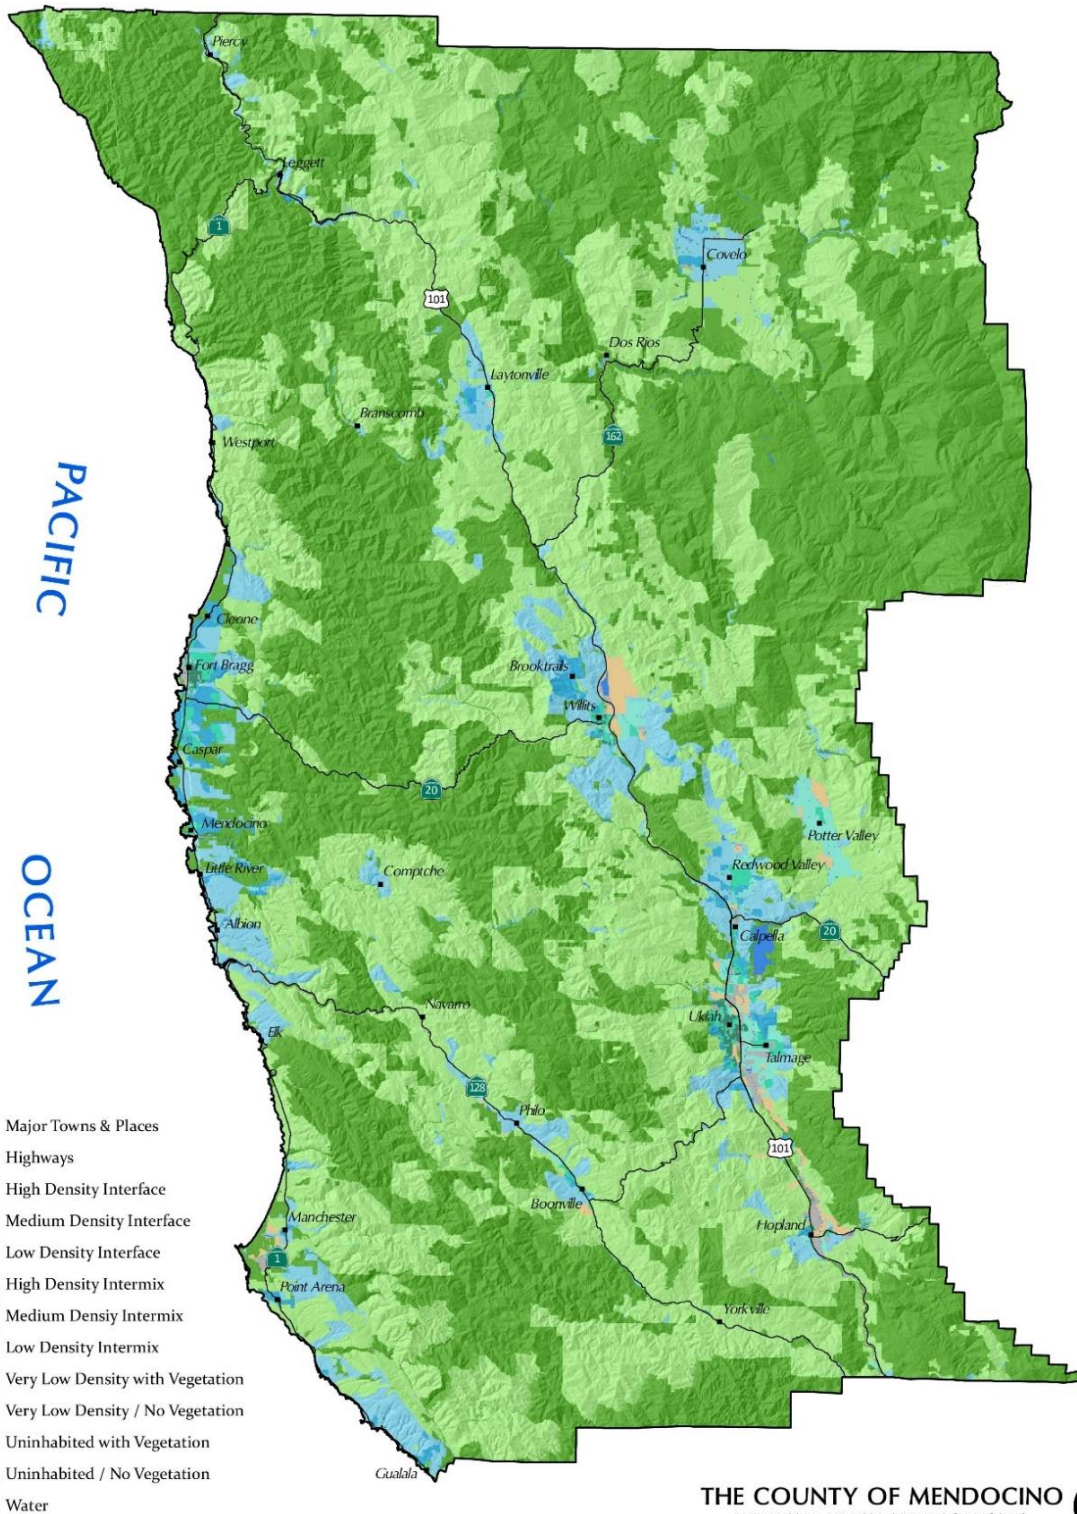 Piercy
Leggett
1
Covelo
101
Dos Rios
Laytonville
Branscomb
162
Westport
PACIFIC
Cleone
Fort Bragg
Brooktrails
Willits
Caspar
20
Mendocino
Potter Valley
Little River
Comptche
Redwood Valley
OCEAN
Albion
Calpella
20
Navarro
Ukiah
Elk
Talmage
128
Philo
101
Boonville
Manchester
Hopland
1
Point Arena
Yorkville
Gualala
Major Towns & Places
Highways
High Density Interface
Medium Density Interface
Low Density Interface
High Density Intermix
Medium Densiy Intermix
Low Density Intermix
Very Low Density with Vegetation
Very Low Density / No Vegetation
Uninhabited with Vegetation
Uninhabited / No Vegetation
Water
THE COUNTY OF MENDOCINO